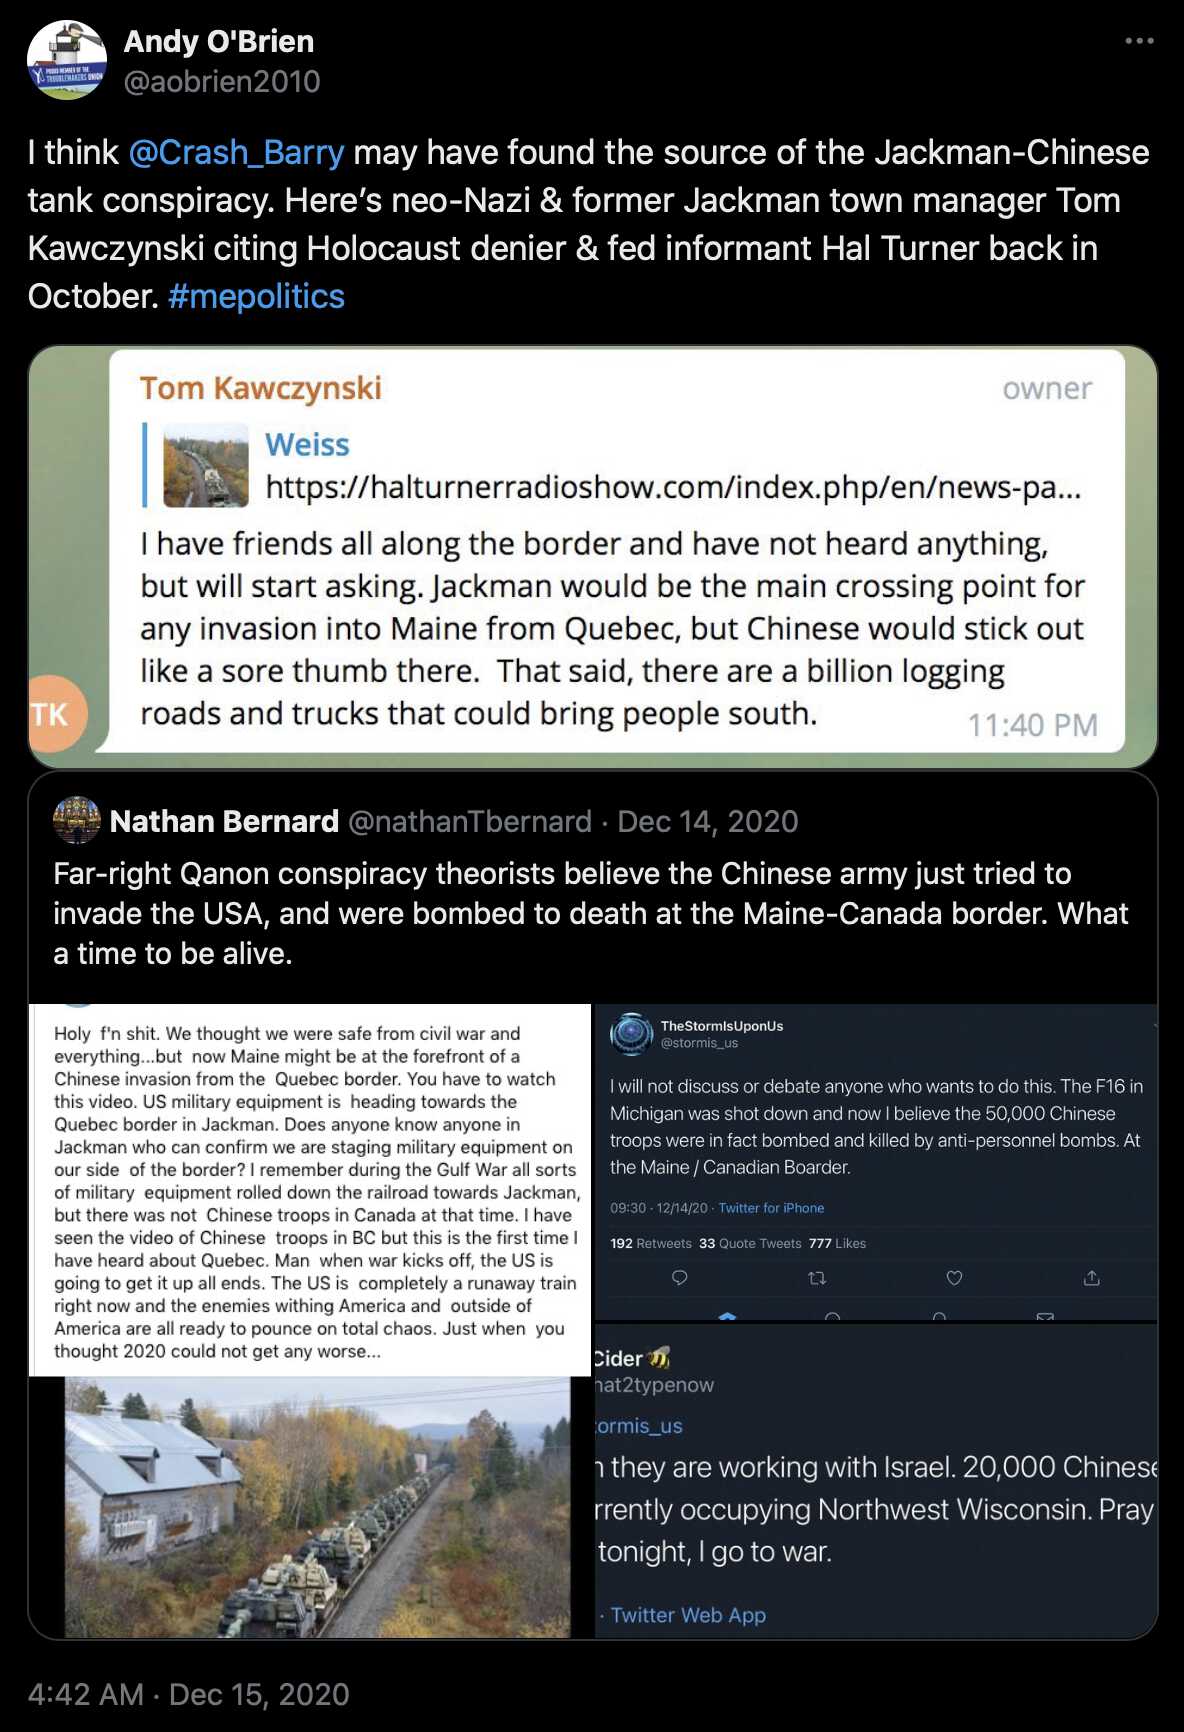 Andy O'Brien
@aobrien2010
PROUD MEMBER OF THE
TROUBLEMAKERS UNION
I think @Crash_Barry may have found the source of the Jackman-Chinese
tank conspiracy. Here’s neo-Nazi & former Jackman town manager Tom
Kawczynski citing Holocaust denier & fed informant Hal Turner back in
October. #mepolitics
Tom Kawczynski owner
Weiss
https://halturnerradioshow.com/index.php/en/news-pa...
I have friends all along the border and have not heard anything,
but will start asking. Jackman would be the main crossing point for
any invasion into Maine from Quebec, but Chinese would stick out
like a sore thumb there. That said, there are a billion logging
roads and trucks that could bring people south.
11:40 PM
TK
Nathan Bernard @nathanTbernard · Dec 14, 2020
Far-right Qanon conspiracy theorists believe the Chinese army just tried to
invade the USA, and were bombed to death at the Maine-Canada border. What
a time to be alive.
Holy f'n shit. We thought we were safe from civil war and
everything...but now Maine might be at the forefront of a
Chinese invasion from the Quebec border. You have to watch
this video. US military equipment is heading towards the
Quebec border in Jackman. Does anyone know anyone in
Jackman who can confirm we are staging military equipment on
our side of the border? I remember during the Gulf War all sorts
of military equipment rolled down the railroad towards Jackman,
but there was not Chinese troops in Canada at that time. I have
seen the video of Chinese troops in BC but this is the first time I
have heard about Quebec. Man when war kicks off, the US is
going to get it up all ends. The US is completely a runaway train
right now and the enemies withing America and outside of
America are all ready to pounce on total chaos. Just when you
thought 2020 could not get any worse...
TheStormIsUponUs
@stormis_us
I will not discuss or debate anyone who wants to do this. The F16 in
Michigan was shot down and now I believe the 50,000 Chinese
troops were in fact bombed and killed by anti-personnel bombs. At
the Maine / Canadian Boarder.
09:30 · 12/14/20 · Twitter for iPhone
192 Retweets 33 Quote Tweets 777 Likes
Cider
hat2typenow
ormis_us
they are working with Israel. 20,000 Chinese
rrently occupying Northwest Wisconsin. Pray
tonight, I go to war.
· Twitter Web App
4:42 AM · Dec 15, 2020